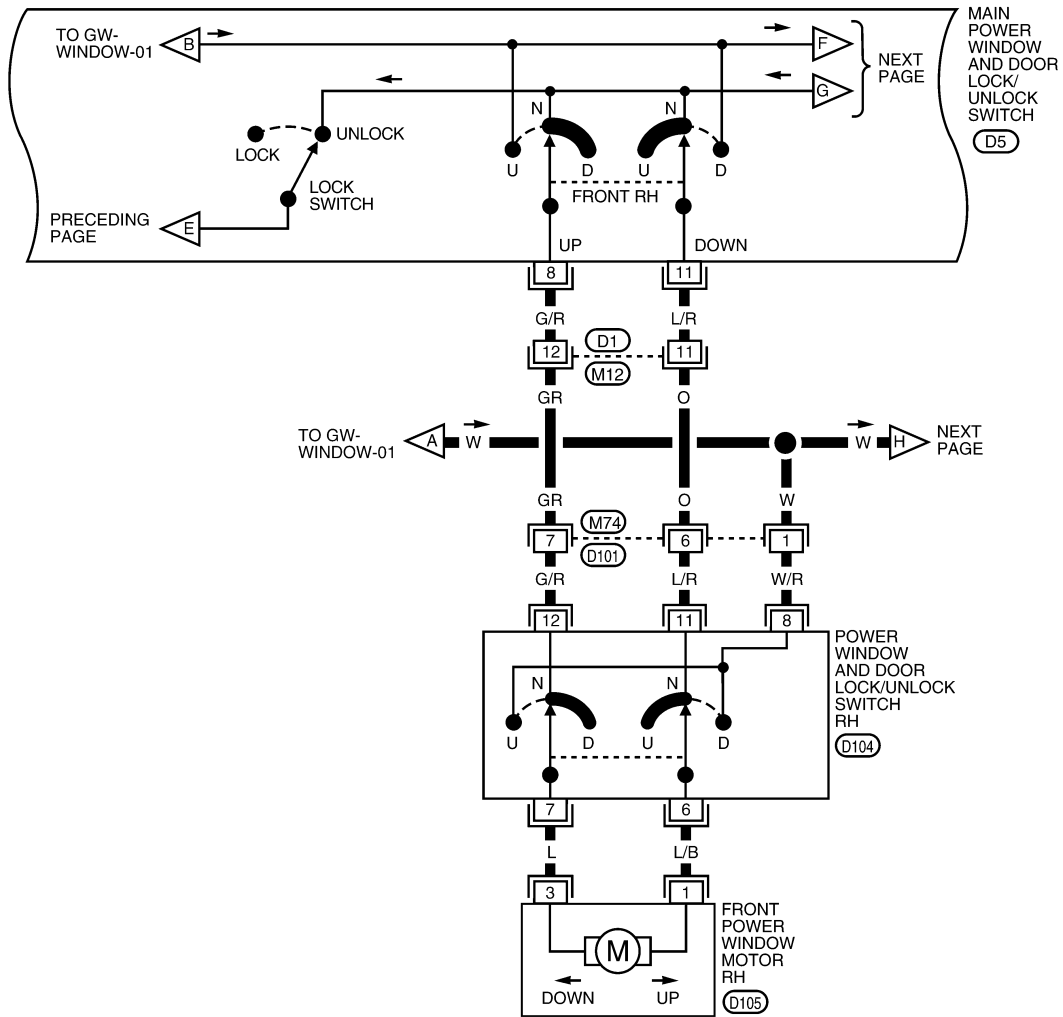 TO GW-
WINDOW-01
B
F
G
NEXT
PAGE
MAIN
POWER
WINDOW
AND DOOR
LOCK/
UNLOCK
SWITCH
D5
N
N
UNLOCK
LOCK
U
D
U
D
LOCK
SWITCH
FRONT RH
PRECEDING
PAGE
E
UP
DOWN
8
11
G/R
L/R
12
D1
11
M12
GR
O
TO GW-
WINDOW-01
A
W
W
H
NEXT
PAGE
GR
O
W
7
M74
6
1
D101
G/R
L/R
W/R
12
11
8
POWER
WINDOW
AND DOOR
LOCK/UNLOCK
SWITCH
RH
D104
N
N
U
D
U
D
7
6
L
L/B
3
1
FRONT
POWER
WINDOW
MOTOR
RH
D105
M
DOWN
UP